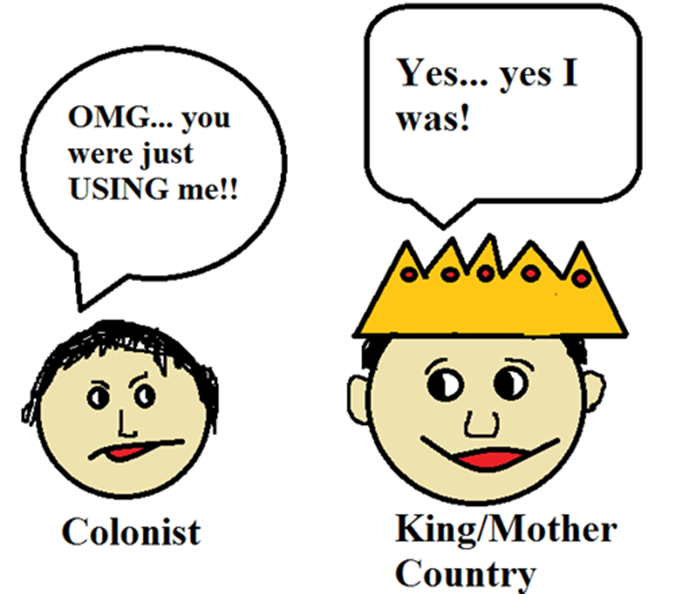 OMG... you
were just
USING me!!
Yes... yes I
was!
Colonist
King/Mother
Country